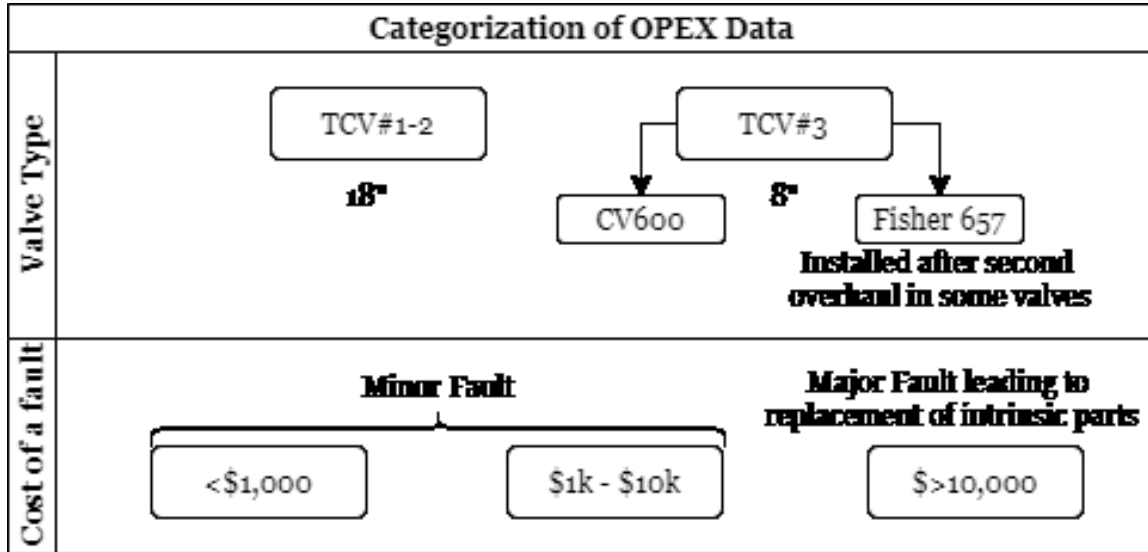 Categorization of OPEX Data
Valve Type
TCV#1-2
TCV#3
18"
8"
CV600
Fisher 657
Installed after second
overhaul in some valves
Cost of a fault
Minor Fault
Major Fault leading to
replacement of intrinsic parts
<$1,000
$1k - $10k
$>10,000